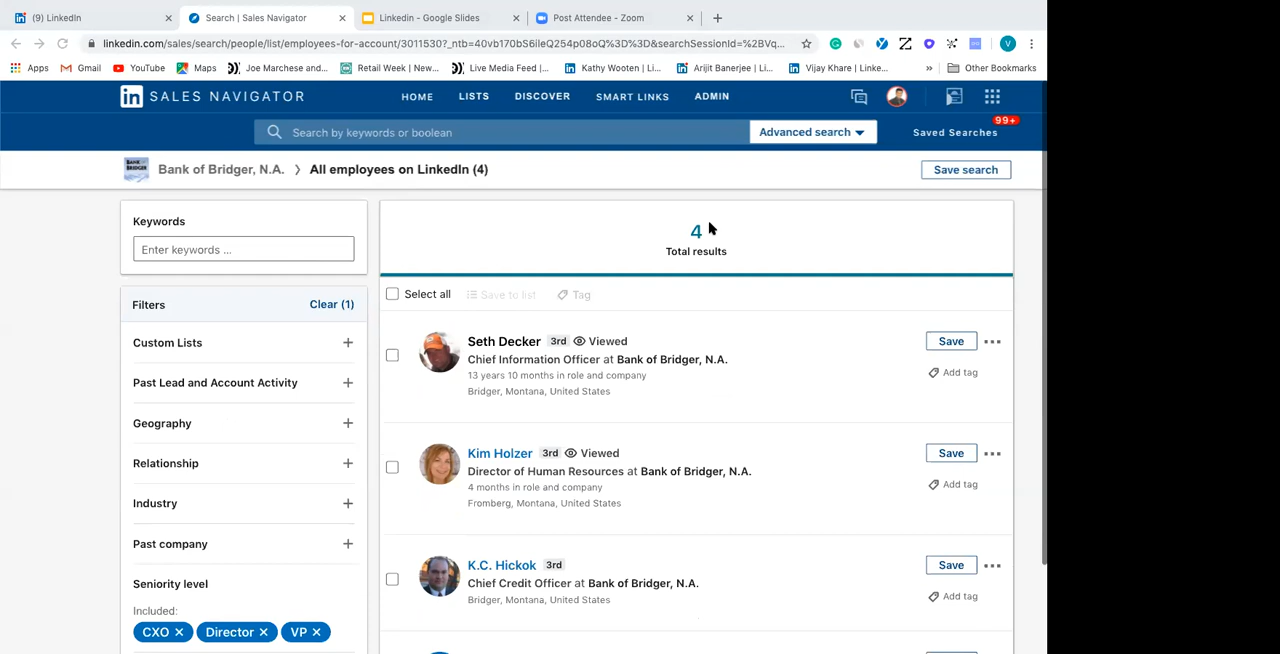 (9) LinkedIn
Search | Sales Navigator
Linkedin - Google Slides
Post Attendee - Zoom
linkedin.com/sales/search/people/list/employees-for-account/3011530?_ntb=40vb170bS6ileQ254p08oQ%3D%3D&searchSessionId=%2BVq...
V
Apps
Gmail
YouTube
Maps
Joe Marchese and...
Retail Week | New...
Live Media Feed |...
Kathy Wooten | Li...
Arijit Banerjee | Li...
Vijay Khare | Linke...
»
Other Bookmarks
in SALES NAVIGATOR
HOME
LISTS
DISCOVER
SMART LINKS
ADMIN
Search by keywords or boolean
Advanced search
99+
Saved Searches
BANK OF BRIDGER
Bank of Bridger, N.A. > All employees on LinkedIn (4)
Save search
Keywords
Enter keywords ...
Filters
Clear (1)
Custom Lists +
Past Lead and Account Activity +
Geography +
Relationship +
Industry +
Past company +
Seniority level
Included:
CXO ×
Director ×
VP ×
4
Total results
Select all
Save to list
Tag
Seth Decker 3rd Viewed
Chief Information Officer at Bank of Bridger, N.A.
13 years 10 months in role and company
Bridger, Montana, United States
Save
Add tag
Kim Holzer 3rd Viewed
Director of Human Resources at Bank of Bridger, N.A.
4 months in role and company
Fromberg, Montana, United States
Save
Add tag
K.C. Hickok 3rd
Chief Credit Officer at Bank of Bridger, N.A.
Bridger, Montana, United States
Save
Add tag